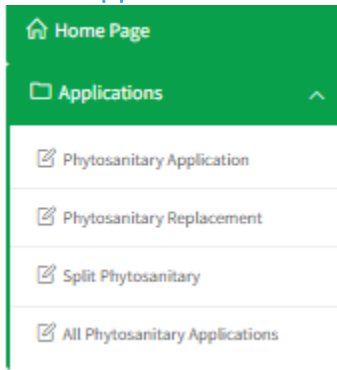 Home Page
Applications
Phytosanitary Application
Phytosanitary Replacement
Split Phytosanitary
All Phytosanitary Applications